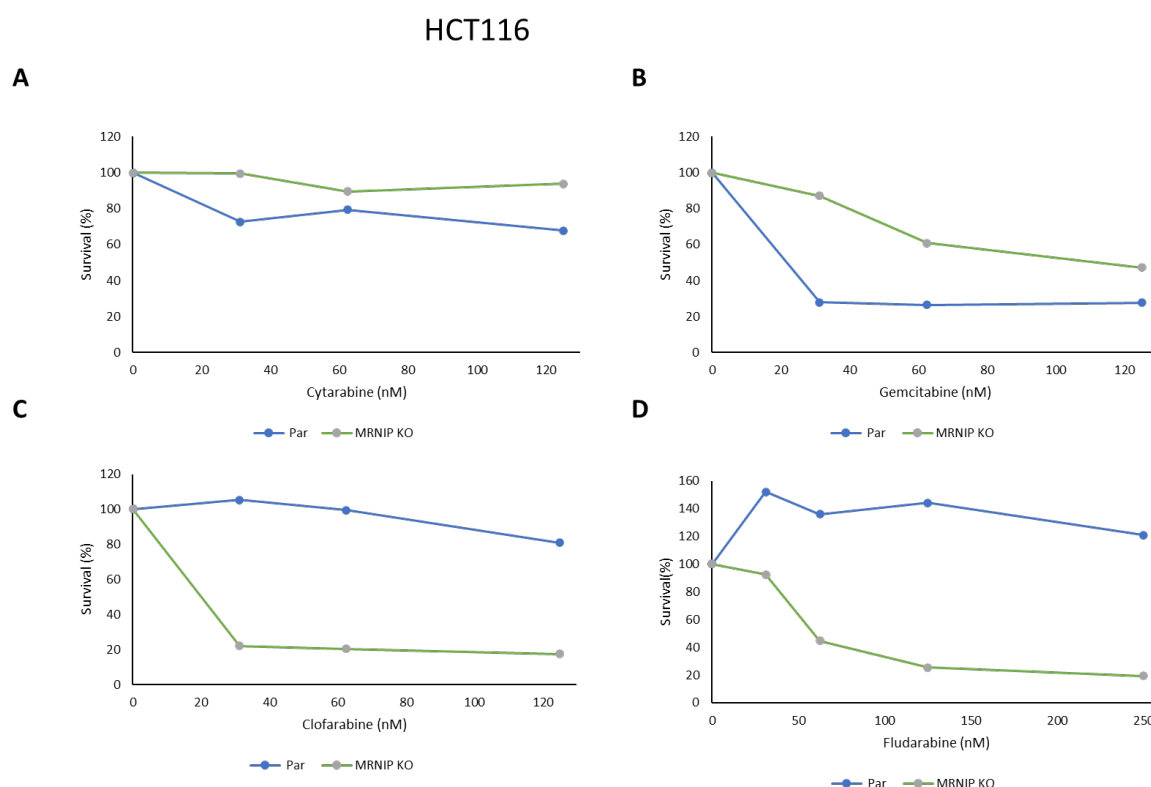 HCT116
A
120
100
80
60
40
20
0
Survival (%)
0 20 40 60 80 100 120
Cytarabine (nM)
Par MRNIP KO
B
120
100
80
60
40
20
0
Survival (%)
0 20 40 60 80 100 120
Gemcitabine (nM)
Par MRNIP KO
C
120
100
80
60
40
20
0
Survival (%)
0 20 40 60 80 100 120
Clofarabine (nM)
Par MRNIP KO
D
160
140
120
100
80
60
40
20
0
Survival(%)
0 50 100 150 200 250
Fludarabine (nM)
Par MRNIP KO